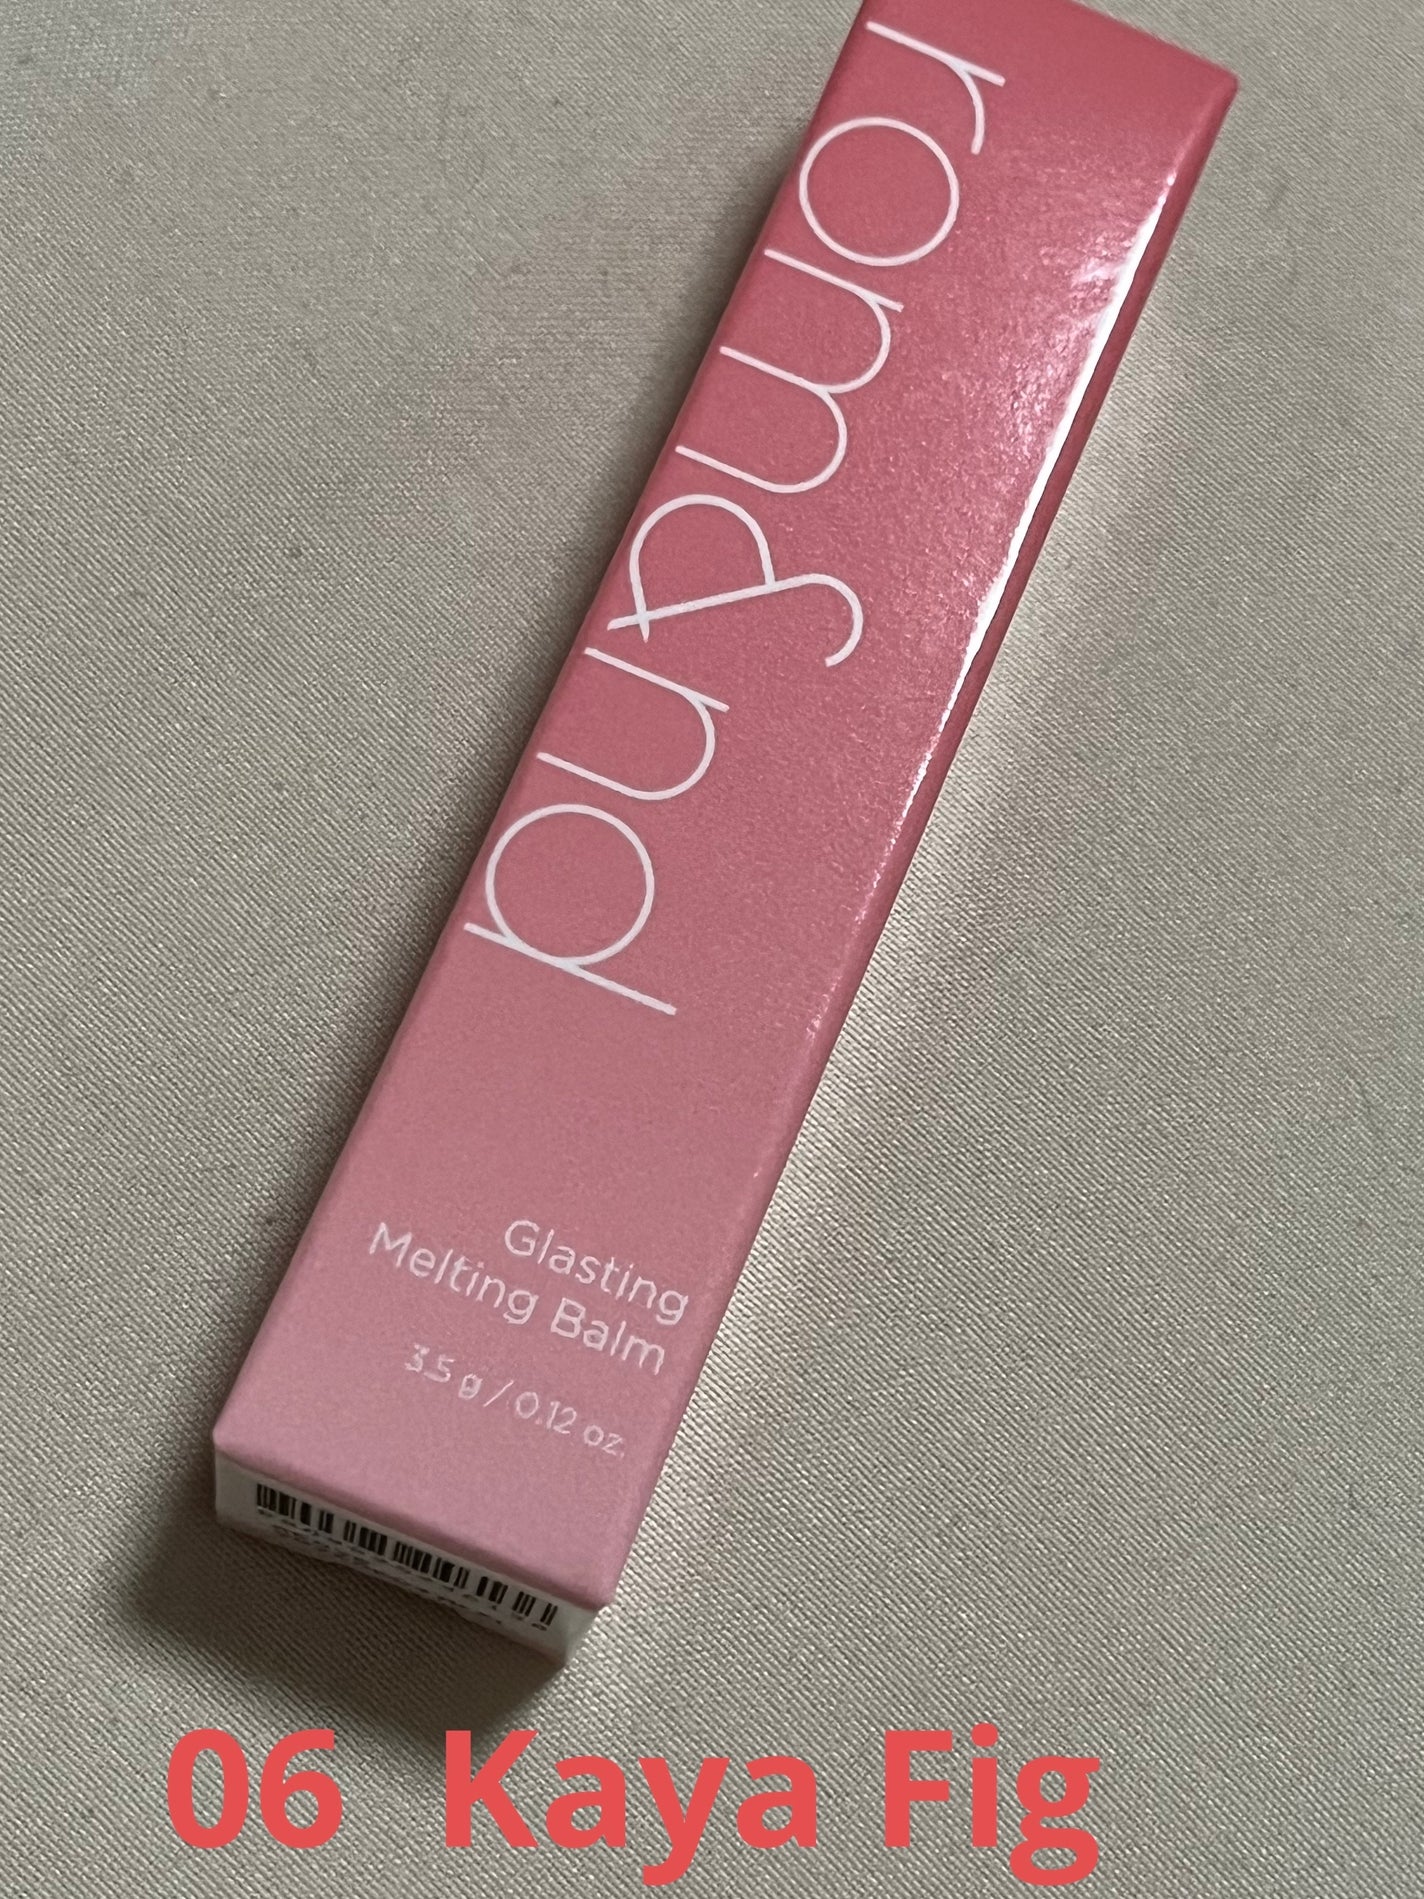 rom&nd
Glasting
Melting Balm
3.5 g / 0.12 oz.
06 Kaya Fig